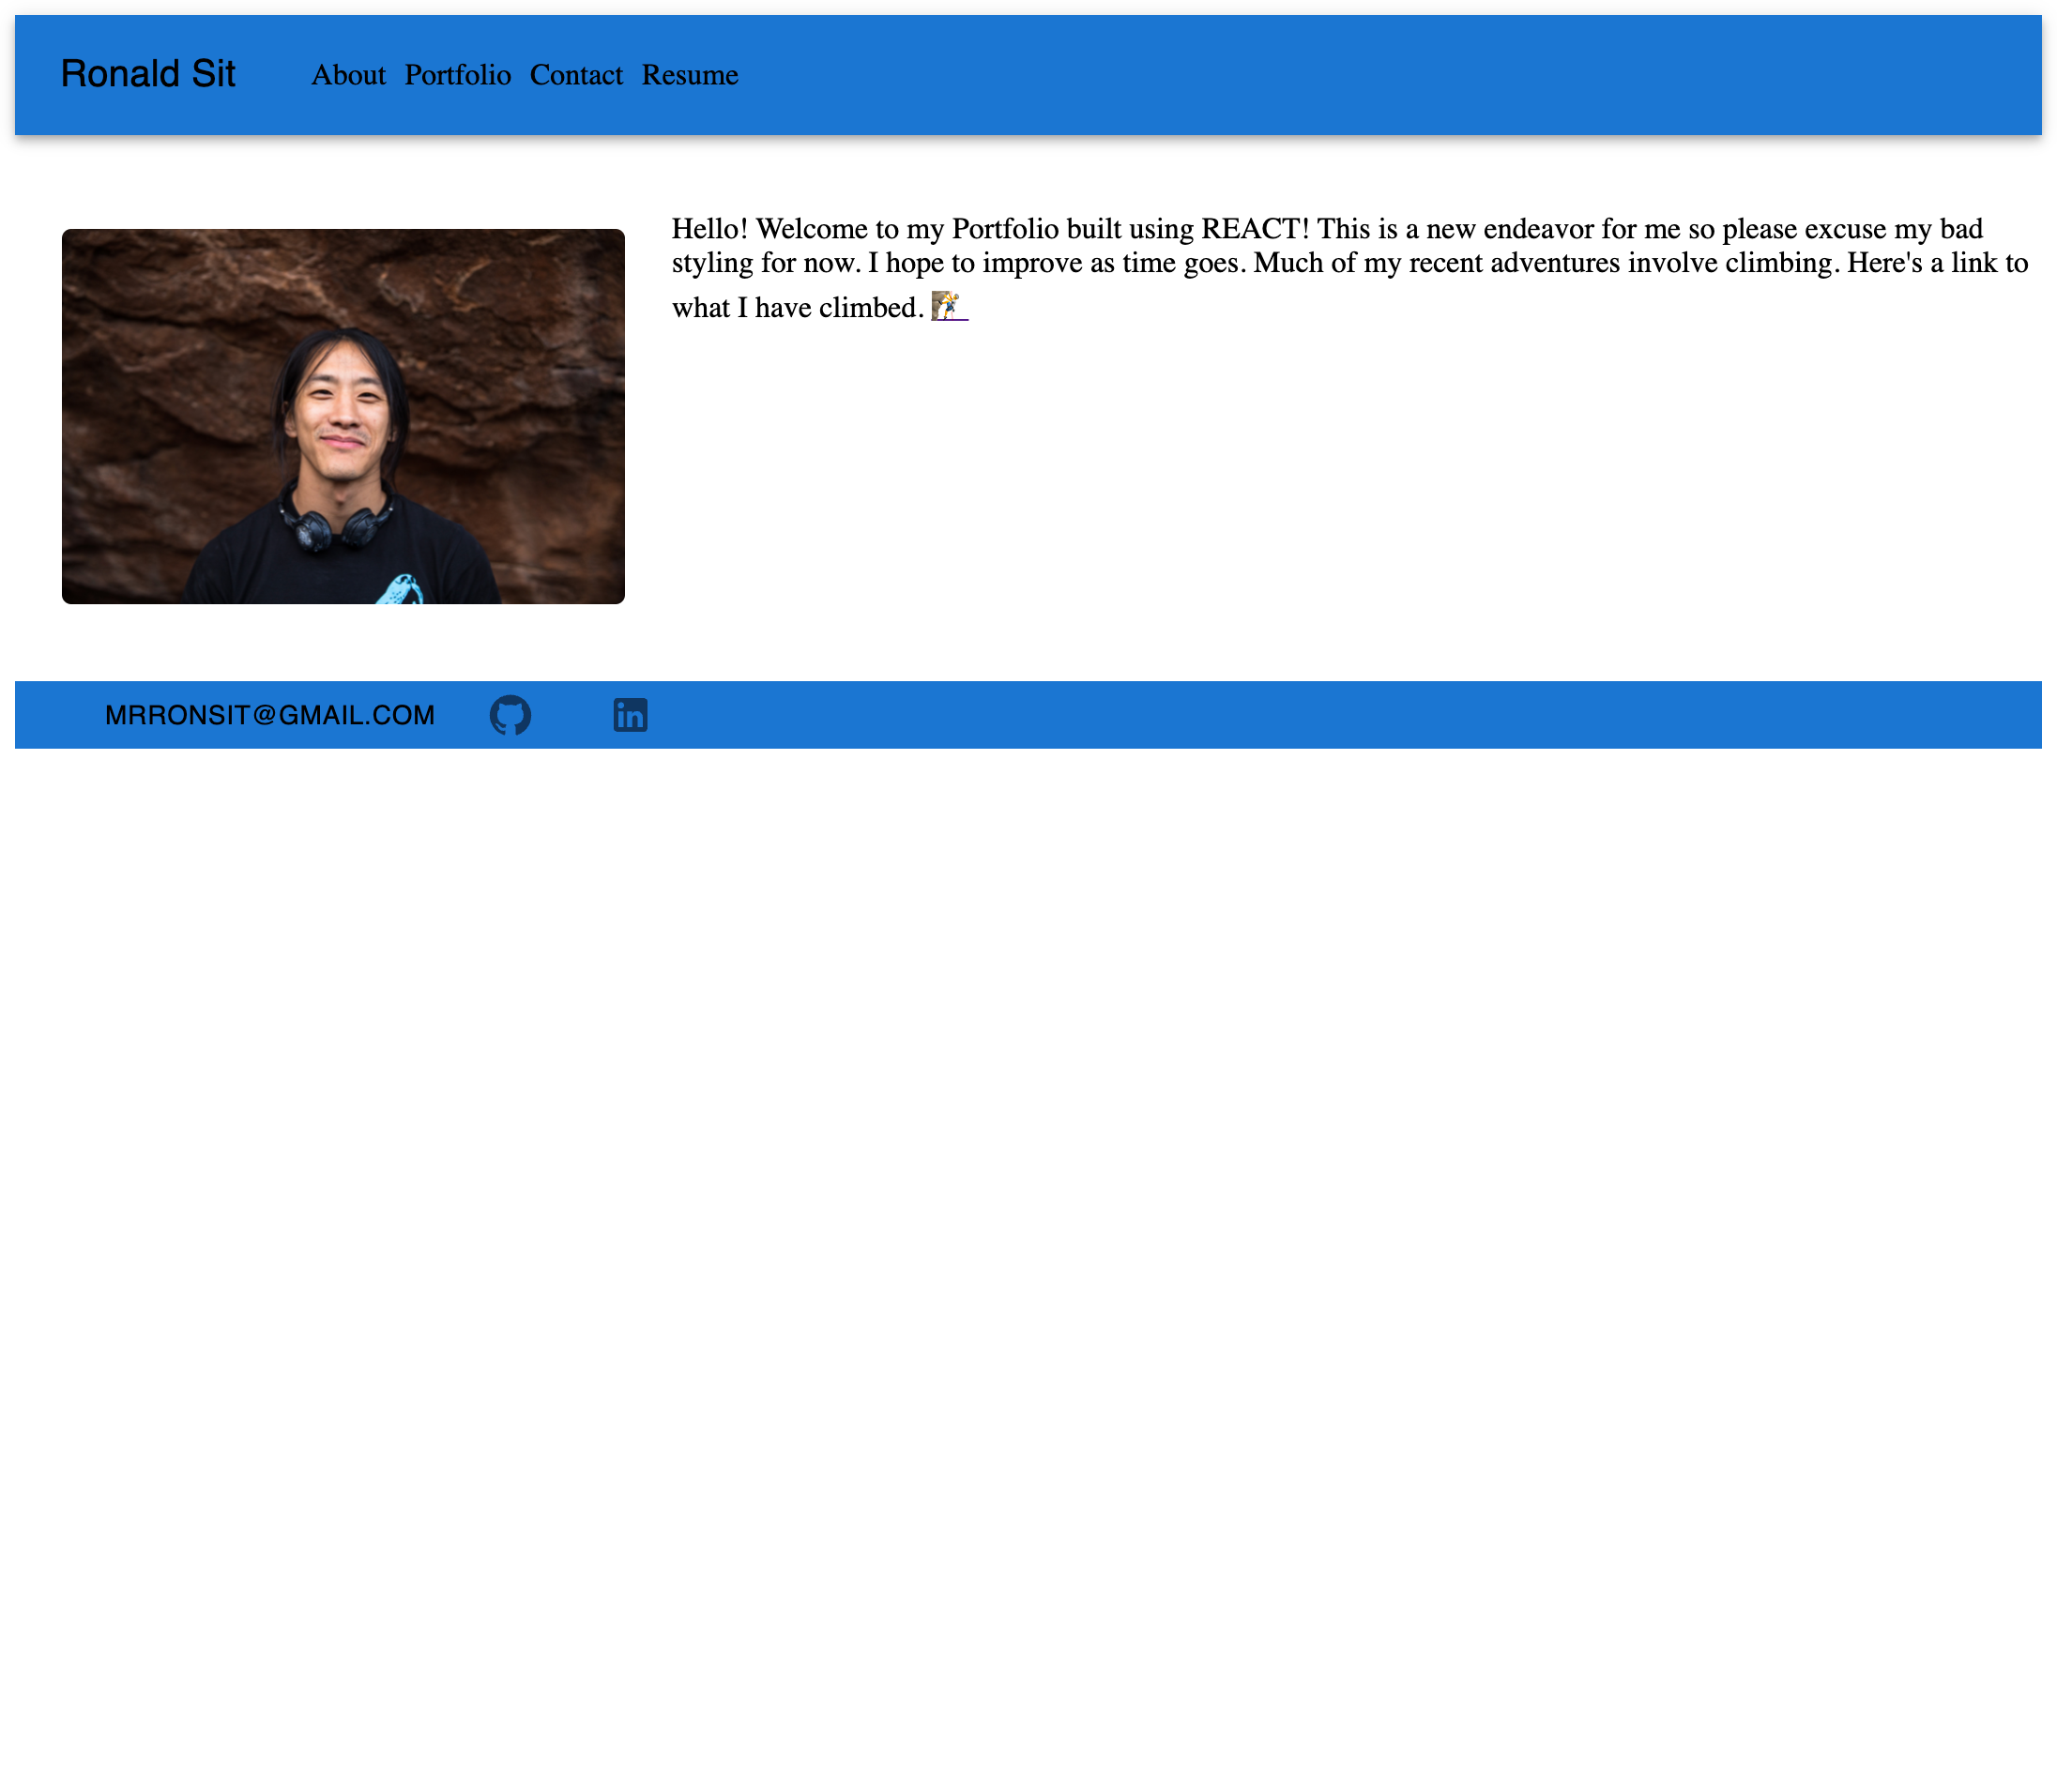 Ronald Sit
About Portfolio Contact Resume
Hello! Welcome to my Portfolio built using REACT! This is a new endeavor for me so please excuse my bad
styling for now. I hope to improve as time goes. Much of my recent adventures involve climbing. Here's a link to
what I have climbed. 🧗
MRRONSIT@GMAIL.COM
in